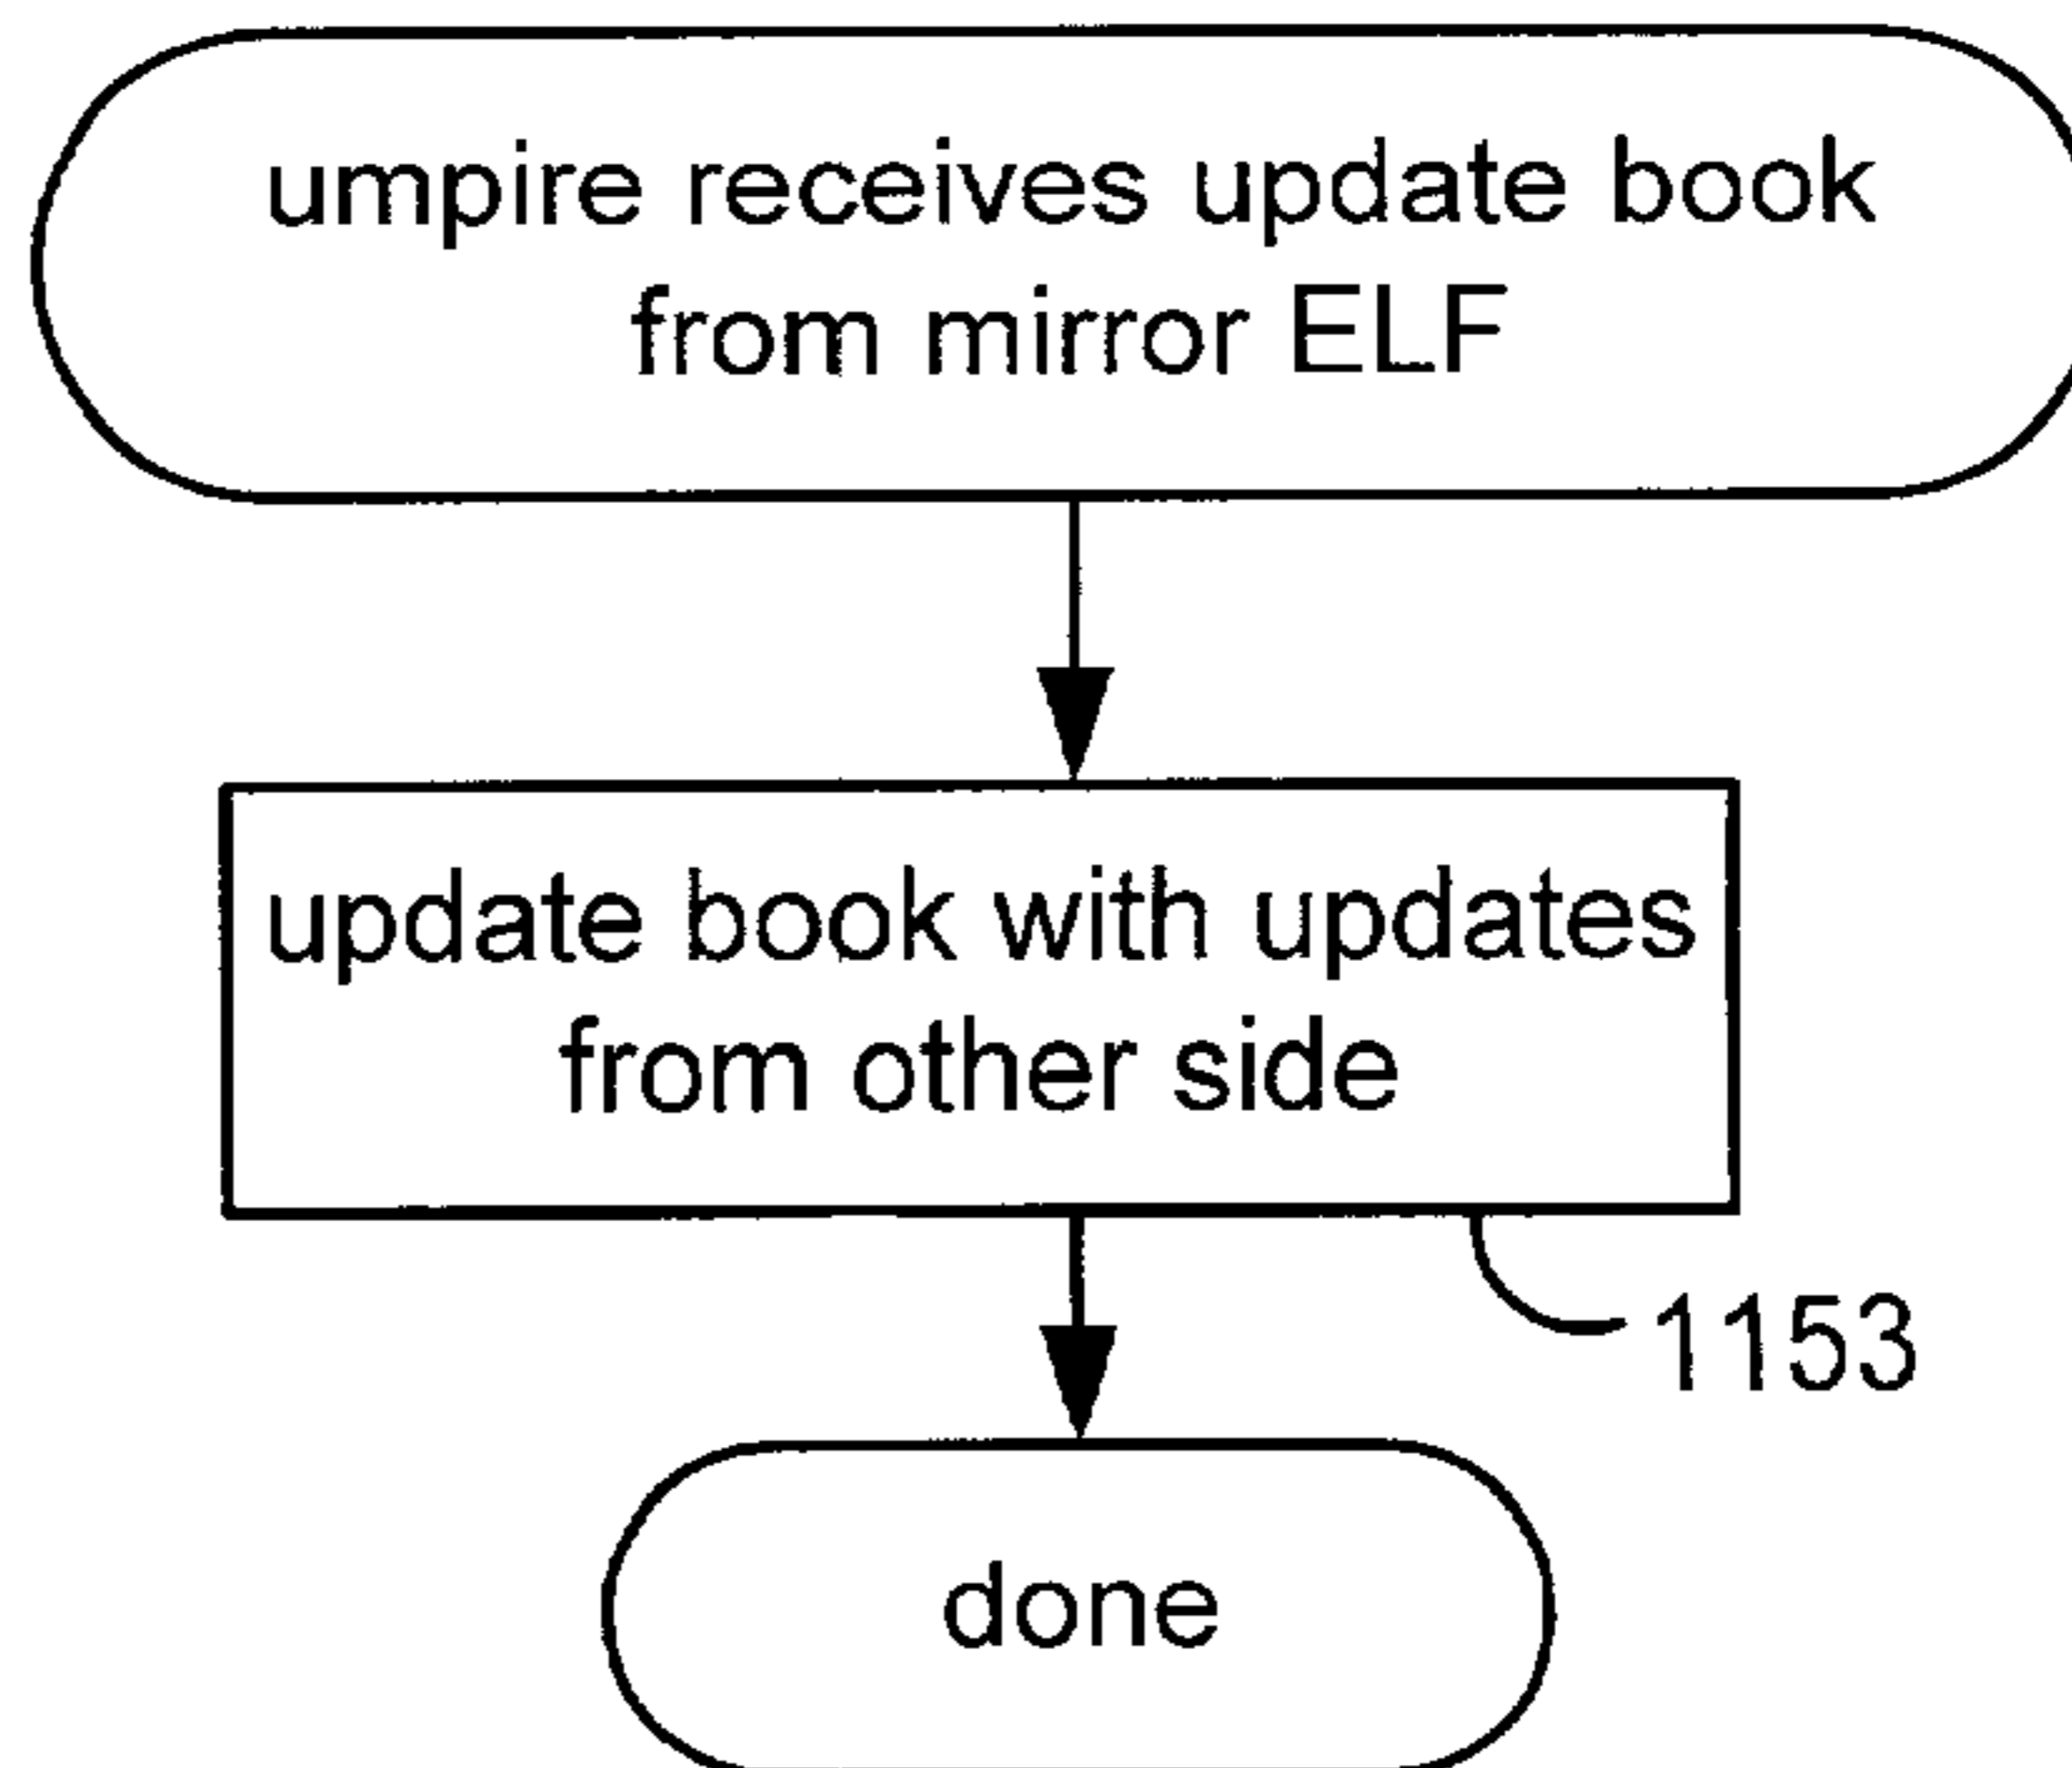 umpire receives update book
from mirror ELF
update book with updates
from other side
1153
done